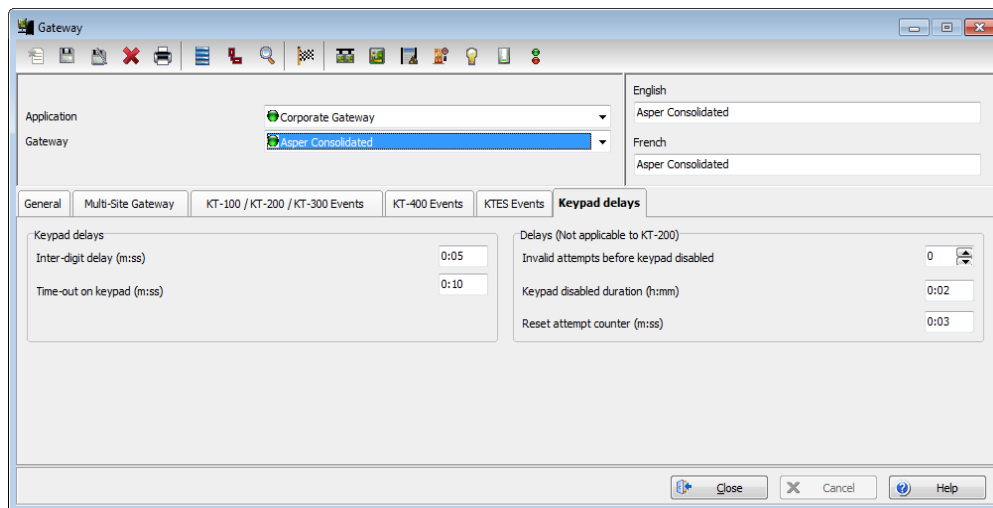 Gateway
English
Application
Corporate Gateway
Asper Consolidated
Gateway
Asper Consolidated
French
Asper Consolidated
General
Multi-Site Gateway
KT-100 / KT-200 / KT-300 Events
KT-400 Events
KTES Events
Keypad delays
Keypad delays
Inter-digit delay (m:ss)
0:05
Time-out on keypad (m:ss)
0:10
Delays (Not applicable to KT-200)
Invalid attempts before keypad disabled
0
Keypad disabled duration (h:mm)
0:02
Reset attempt counter (m:ss)
0:03
Close
Cancel
Help